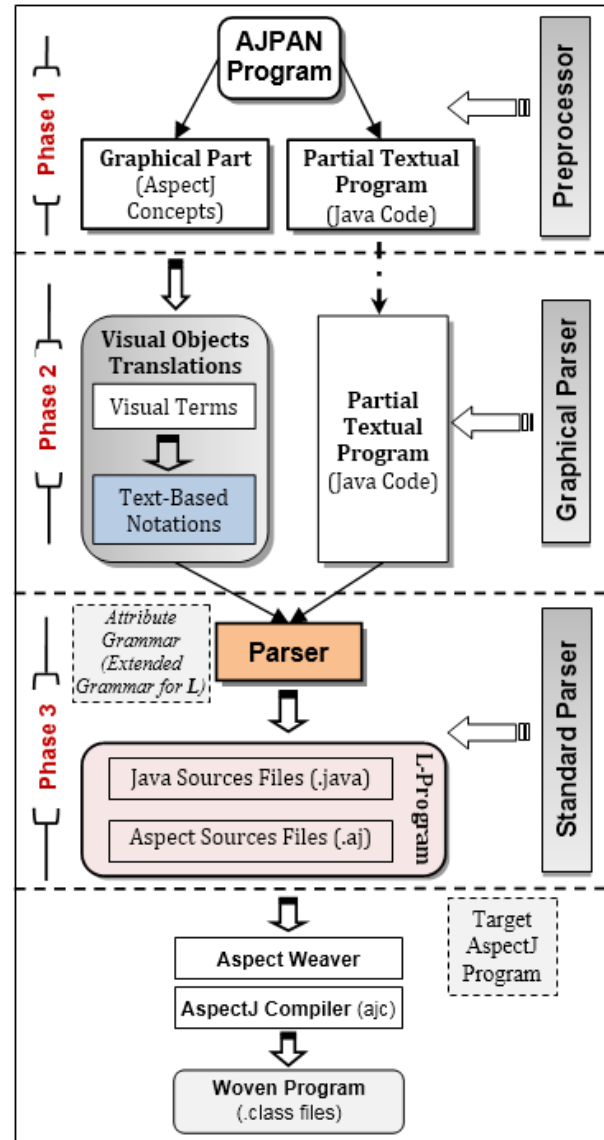 AJPAN
Program
Phase 1
Graphical Part
(AspectJ
Concepts)
Partial Textual
Program
(Java Code)
Preprocessor
Phase 2
Visual Objects
Translations
Visual Terms
Text-Based
Notations
Partial
Textual
Program
(Java Code)
Graphical Parser
Phase 3
Attribute
Grammar
(Extended
Grammar for L)
Parser
Java Sources Files (.java)
Aspect Sources Files (.aj)
L-Program
Standard Parser
Target
AspectJ
Program
Aspect Weaver
AspectJ Compiler (ajc)
Woven Program
(.class files)